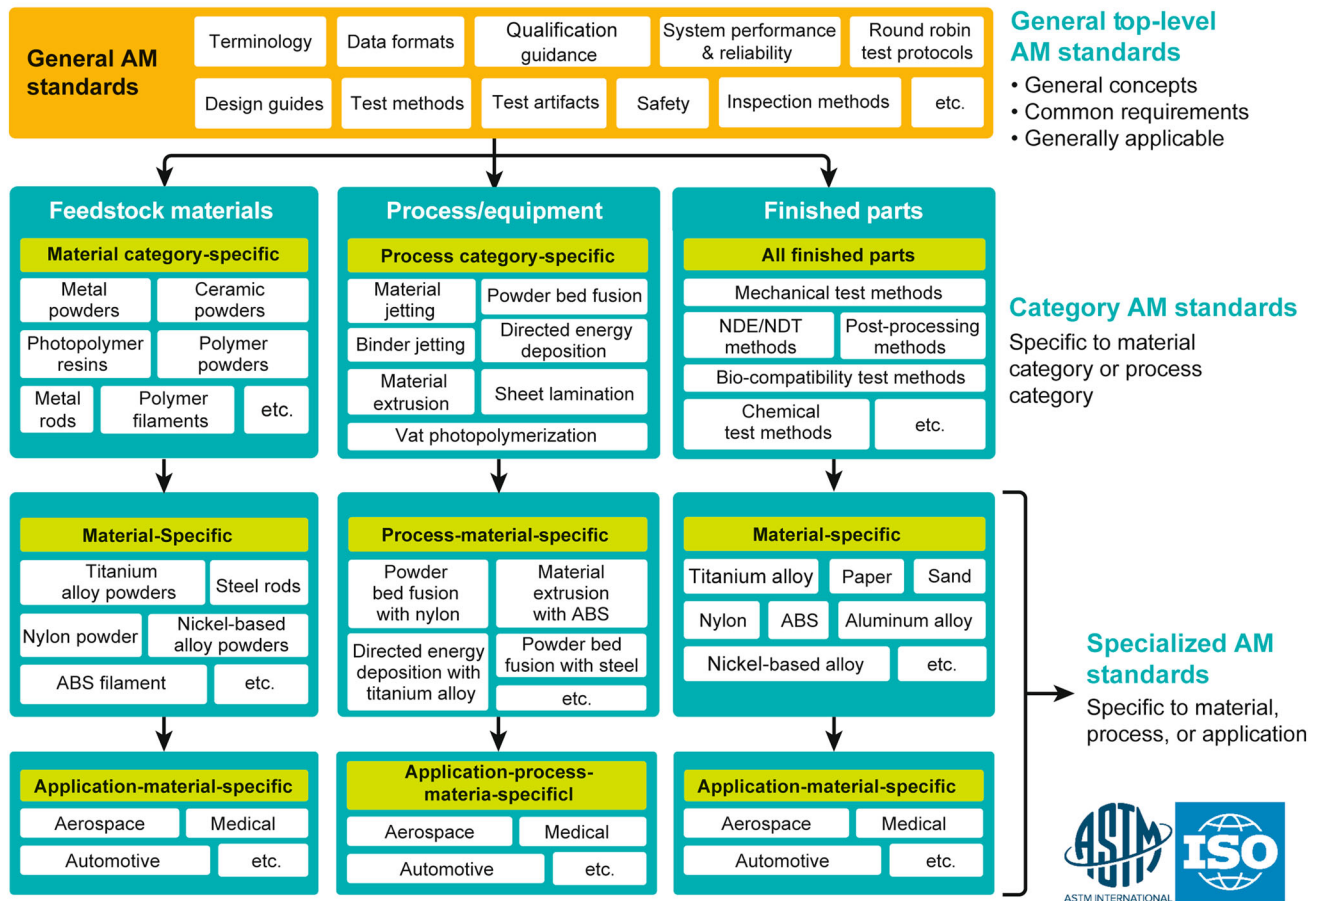 General AM
standards
Terminology
Data formats
Qualification
guidance
System performance
& reliability
Round robin
test protocols
Design guides
Test methods
Test artifacts
Safety
Inspection methods
etc.
General top-level
AM standards
• General concepts
• Common requirements
• Generally applicable
Feedstock materials
Material category-specific
Metal
powders
Ceramic
powders
Photopolymer
resins
Polymer
powders
Metal
rods
Polymer
filaments
etc.
Process/equipment
Process category-specific
Material
jetting
Powder bed fusion
Binder jetting
Directed energy
deposition
Material
extrusion
Sheet lamination
Vat photopolymerization
Finished parts
All finished parts
Mechanical test methods
NDE/NDT
methods
Post-processing
methods
Bio-compatibility test methods
Chemical
test methods
etc.
Category AM standards
Specific to material
category or process
category
Material-Specific
Titanium
alloy powders
Steel rods
Nylon powder
Nickel-based
alloy powders
ABS filament
etc.
Process-material-specific
Powder
bed fusion
with nylon
Material
extrusion
with ABS
Directed energy
deposition with
titanium alloy
Powder bed
fusion with steel
etc.
Material-specific
Titanium alloy
Paper
Sand
Nylon
ABS
Aluminum alloy
Nickel-based alloy
etc.
Specialized AM
standards
Specific to material,
process, or application
Application-material-specific
Aerospace
Medical
Automotive
etc.
Application-process-
materia-specificl
Aerospace
Medical
Automotive
etc.
Application-material-specific
Aerospace
Medical
Automotive
etc.
ASTM
ASTM INTERNATIONAL
ISO